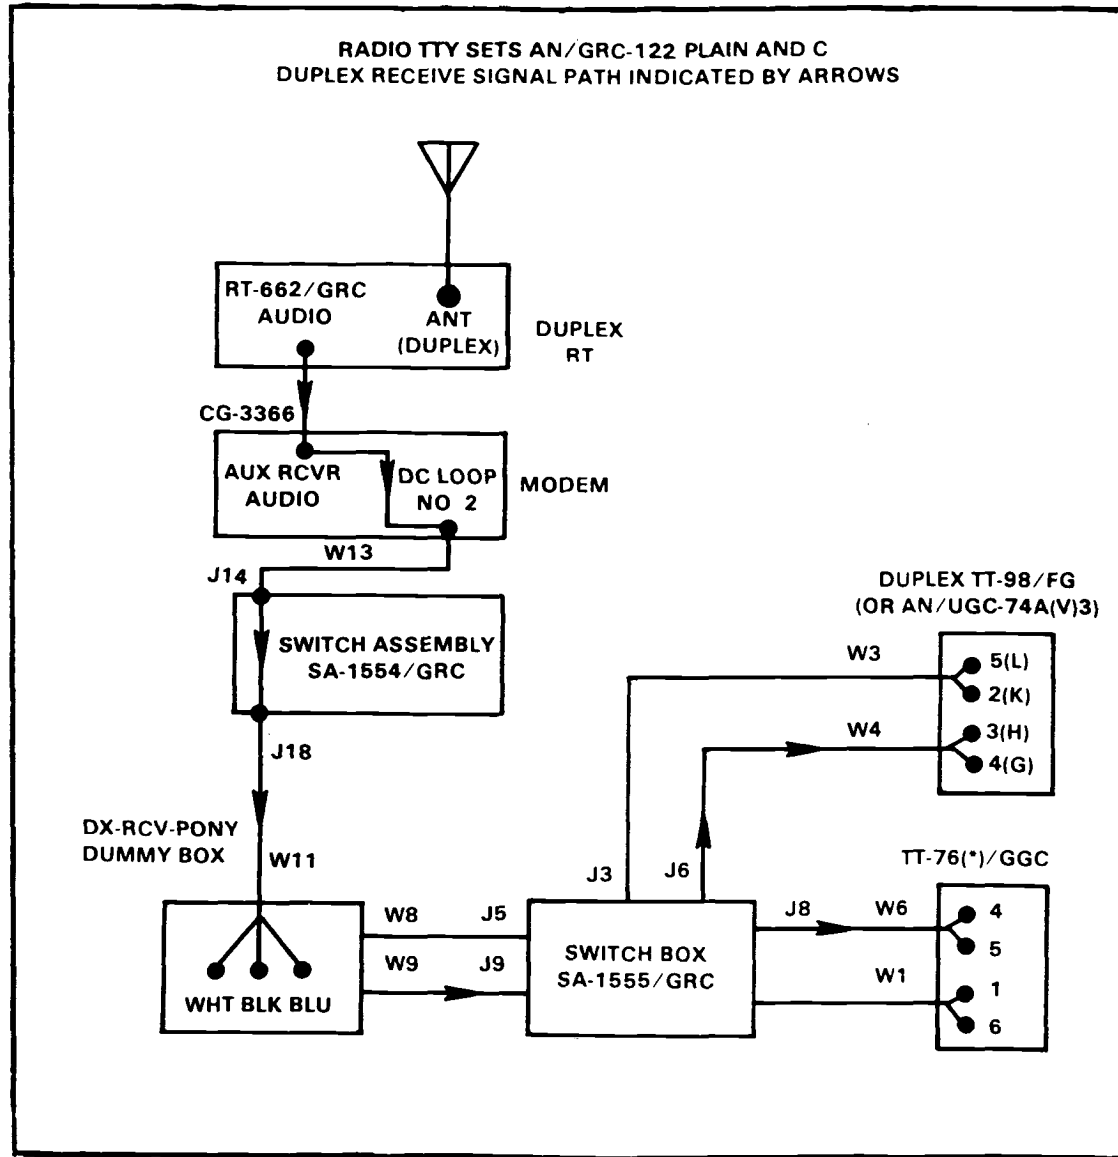 RADIO TTY SETS AN/GRC-122 PLAIN AND C
DUPLEX RECEIVE SIGNAL PATH INDICATED BY ARROWS
RT-662/GRC
AUDIO
ANT
(DUPLEX)
DUPLEX
RT
CG-3366
AUX RCVR
AUDIO
DC LOOP
NO 2
MODEM
W13
J14
SWITCH ASSEMBLY
SA-1554/GRC
J18
DX-RCV-PONY
DUMMY BOX
W11
WHT BLK BLU
W8
J5
W9
J9
SWITCH BOX
SA-1555/GRC
J3
J6
W3
W4
DUPLEX TT-98/FG
(OR AN/UGC-74A(V)3)
5(L)
2(K)
3(H)
4(G)
J8
W6
W1
TT-76(*)/GGC
4
5
1
6